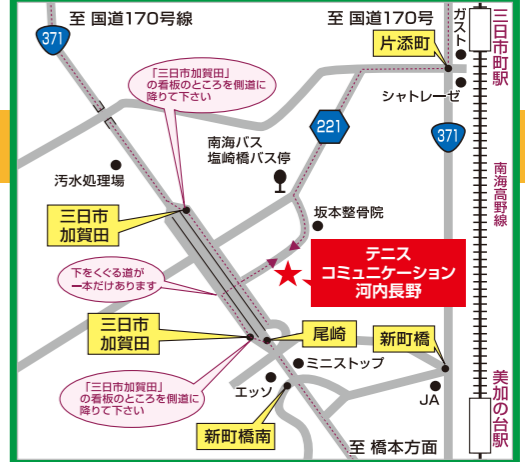 至 国道170号線
至 国道170号
ガスト
三日市町駅
371
片添町
「三日市加賀田」
の看板のところを側道に
降りて下さい
シャトレーゼ
221
371
南海バス
塩崎橋バス停
汚水処理場
南海高野線
三日市
加賀田
坂本整骨院
テニス
コミュニケーション
河内長野
下をくぐる道が
一本だけあります
三日市
加賀田
尾崎
新町橋
ミニストップ
エッソ
JA
美加の台駅
「三日市加賀田」
の看板のところを側道に
降りて下さい
新町橋南
至 橋本方面